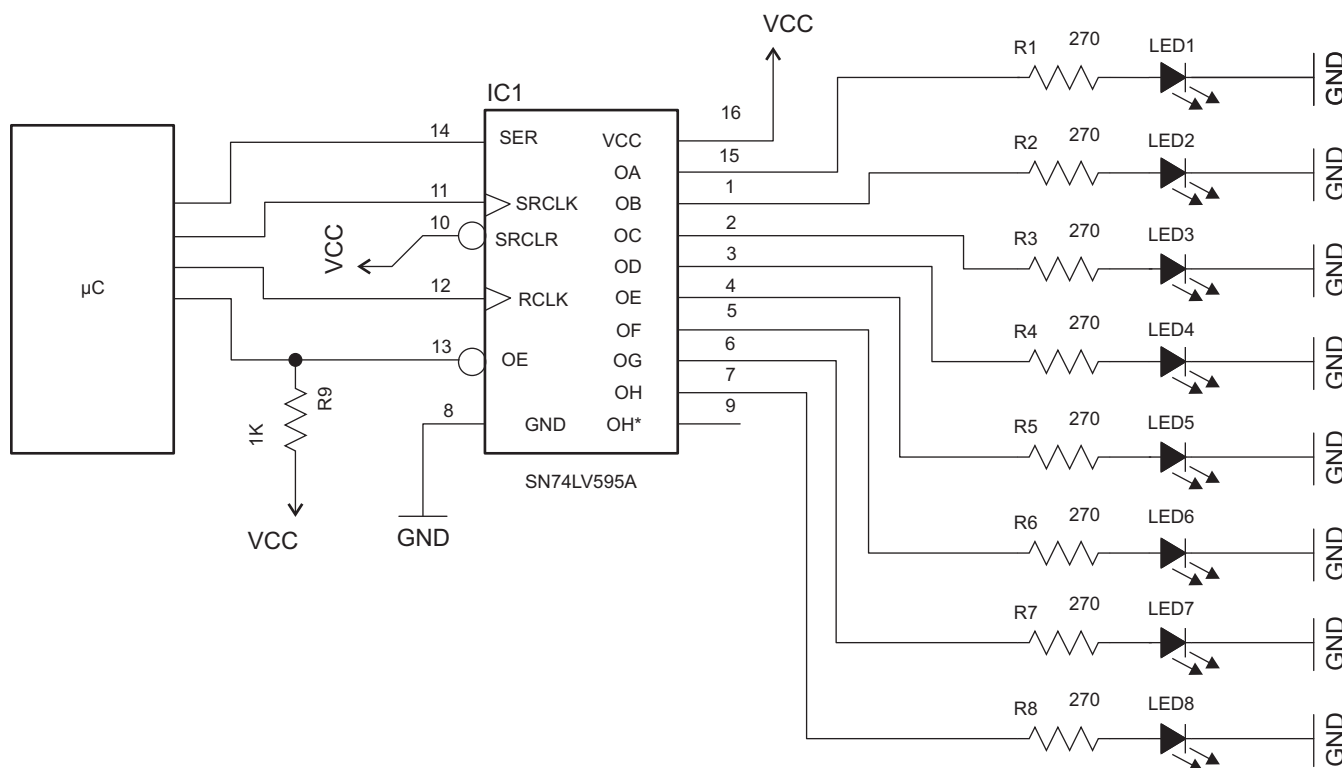 VCC
R1 270 LED1 GND
IC1
16
14 SER VCC
15
OA
R2 270 LED2 GND
1
11 SRCLK OB
2
10 SRCLR OC
VCC
R3 270 LED3 GND
3
OD
µC
4
12 RCLK OE
5
OF
R4 270 LED4 GND
6
13 OE OG
7
OH
R9
1K
8 GND OH* 9
R5 270 LED5 GND
SN74LV595A
VCC
GND
R6 270 LED6 GND
R7 270 LED7 GND
R8 270 LED8 GND